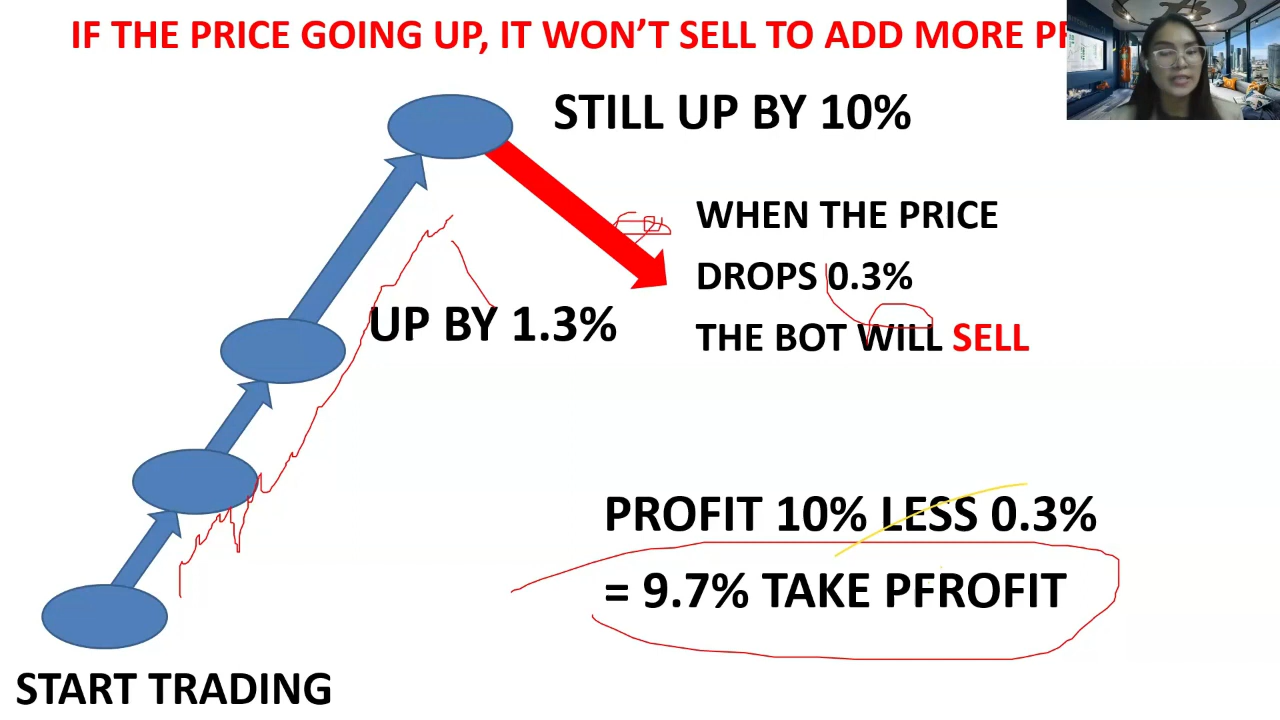 IF THE PRICE GOING UP, IT WON'T SELL TO ADD MORE
STILL UP BY 10%
WHEN THE PRICE
DROPS 0.3%
THE BOT WILL SELL
UP BY 1.3%
PROFIT 10% LESS 0.3%
= 9.7% TAKE PFROFIT
START TRADING